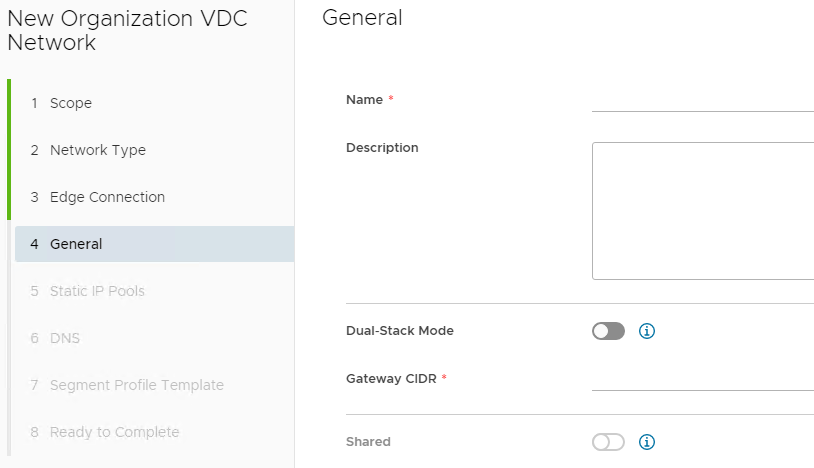 New Organization VDC
Network
1 Scope
2 Network Type
3 Edge Connection
4 General
5 Static IP Pools
6 DNS
7 Segment Profile Template
8 Ready to Complete
General
Name *
Description
Dual-Stack Mode
Gateway CIDR *
Shared